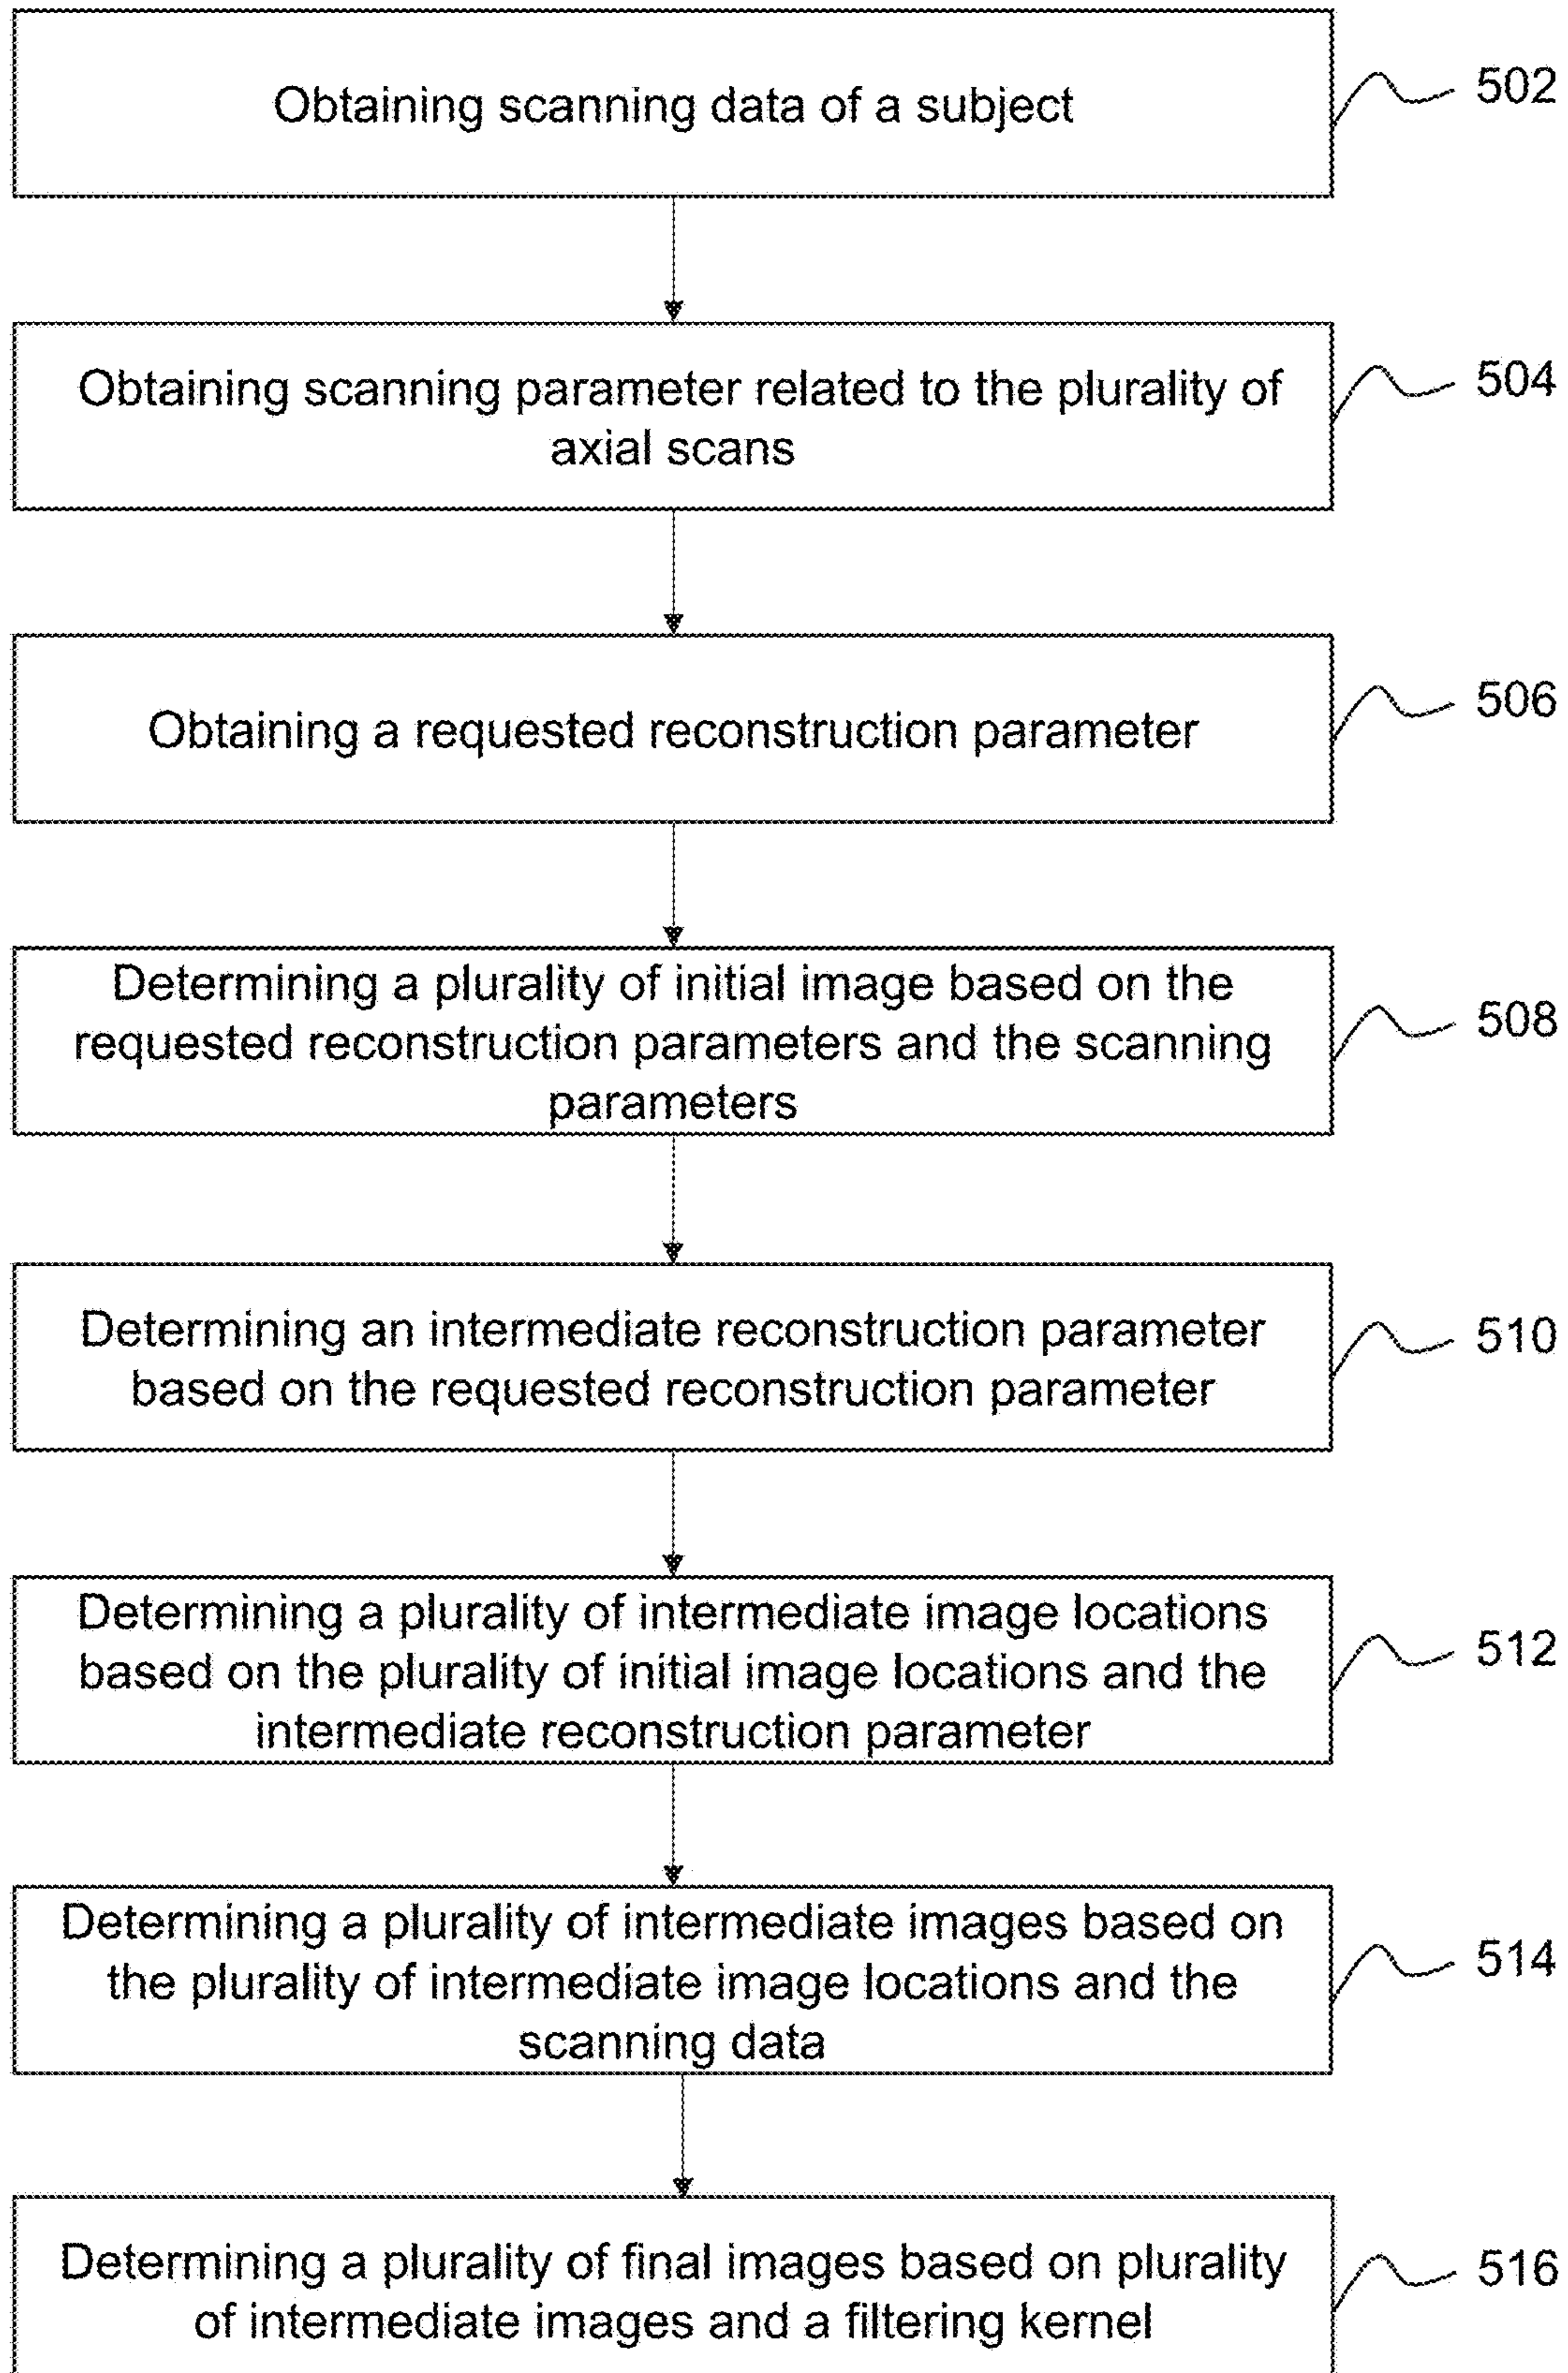 Obtaining scanning data of a subject
502
Obtaining scanning parameter related to the plurality of
axial scans
504
Obtaining a requested reconstruction parameter
506
Determining a plurality of initial image based on the
requested reconstruction parameters and the scanning
parameters
508
Determining an intermediate reconstruction parameter
based on the requested reconstruction parameter
510
Determining a plurality of intermediate image locations
based on the plurality of initial image locations and the
intermediate reconstruction parameter
512
Determining a plurality of intermediate images based on
the plurality of intermediate image locations and the
scanning data
514
Determining a plurality of final images based on plurality
of intermediate images and a filtering kernel
516